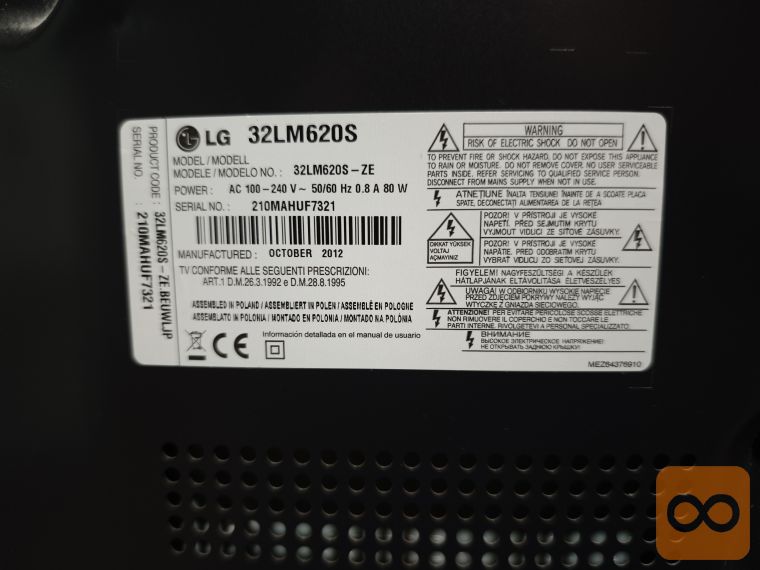 PRODUCT CODE : 32LM620S - ZE.BEUWLJP
SERIAL NO. : 210MAHUF7321
LG 32LM620S
MODEL / MODELL
MODELE / MODELO NO. : 32LM620S - ZE
POWER : AC 100 - 240 V ~ 50/60 Hz 0.8 A 80 W
SERIAL NO. : 210MAHUF7321
MANUFACTURED : OCTOBER 2012
TV CONFORME ALLE SEGUENTI PRESCRIZIONI:
ART.1 D.M.26.3.1992 e D.M.28.8.1995
ASSEMBLED IN POLAND / ASSEMBLIERT IN POLEN / ASSEMBLÉ EN POLOGNE
ASSEMBLATO IN POLONIA / MONTADO EN POLONIA / MONTADO NA POLÔNIA
CE
Información detallada en el manual de usuario
WARNING
RISK OF ELECTRIC SHOCK DO NOT OPEN
TO PREVENT FIRE OR SHOCK HAZARD, DO NOT EXPOSE THIS APPLIANCE
TO RAIN OR MOISTURE. DO NOT REMOVE COVER. NO USER SERVICEABLE
PARTS INSIDE. REFER SERVICING TO QUALIFIED SERVICE PERSON.
DISCONNECT FROM MAINS SUPPLY WHEN NOT IN USE.
ATNEȚIUNE ÎNALTA TENSIUNE! ÎNAINTE DE A SCOATE PLACA
SPATE, DECONECTAȚI ALIMENTAREA DE LA REȚEA
DIKKAT YÜKSEK
VOLTAJ
AÇMAYINIZ
POZOR! V PŘÍSTROJI JE VYSOKÉ
NAPĚTÍ. PŘED SEJMUTÍM KRYTU
VYJMOUT VIDLICI ZE SÍŤOVÉ ZÁSUVKY.
POZOR! V PRÍSTROJI JE VYSOKÉ
NAPÄTIE. PRED ODOBRATÍM KRYTU
VYBRAŤ VIDLICU ZO SIEŤOVEJ ZÁSUVKY.
FIGYELEM! NAGYFESZÜLTSÉG! A KÉSZÜLÉK
HÁTLAPJÁNAK ELTÁVOLÍTÁSA ÉLETVESZÉLYES
UWAGA! W ODBIORNIKU WYSOKIE NAPIĘCIE
PRZED ZDJĘCIEM POKRYWY NALEŻY WYJĄĆ
WTYCZKĘ Z GNIAZDA SIECIOWEGO.
ATTENZIONE! PER EVITARE PERICOLOSE SCOSSE ELETTRICHE
NON RIMUOVERE IL COPERCHIO E NON TOCCARE LE
PARTI INTERNE. RIVOLGETEVI A PERSONAL SPECIALIZZATO.
ВНИМАНИЕ
ВЫСОКОЕ ЭЛЕКТРИЧЕСКОЕ НАПРЯЖЕНИЕ!
НЕ ОТКРЫВАТЬ ЗАДНЮЮ КРЫШКУ!
MEZ64376910